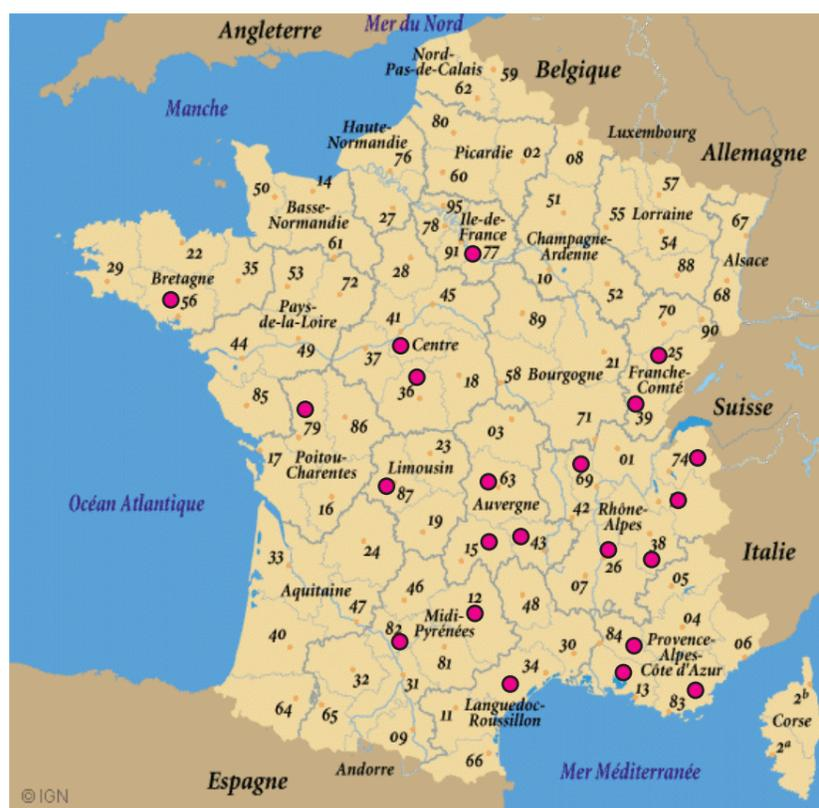 Mer du Nord
Angleterre
Nord-
Pas-de-Calais
59
Belgique
62
Manche
80
Haute-
Normandie
76
Picardie
02
08
Luxembourg
Allemagne
60
57
50
14
Basse-
Normandie
27
95
78
Ile-de-
France
51
55
Lorraine
67
61
91
77
Champagne-
Ardenne
54
Alsace
22
29
Bretagne
35
53
72
28
10
88
56
52
68
Pays-
de-la-Loire
45
41
89
70
90
44
49
37
Centre
21
25
Franche-
Comté
36
18
58
Bourgogne
39
Suisse
85
79
86
71
03
17
Poitou-
Charentes
23
Limousin
87
63
Auvergne
69
01
74
Océan Atlantique
16
42
Rhône-
Alpes
19
33
24
15
43
38
26
Italie
Aquitaine
46
07
05
47
12
48
40
82
Midi-
Pyrénées
30
84
04
Provence-
Alpes-
Côte d'Azur
06
81
34
32
31
13
83
64
65
11
Languedoc-
Roussillon
2b
Corse
2a
09
66
Andorre
Espagne
Mer Méditerranée
© IGN